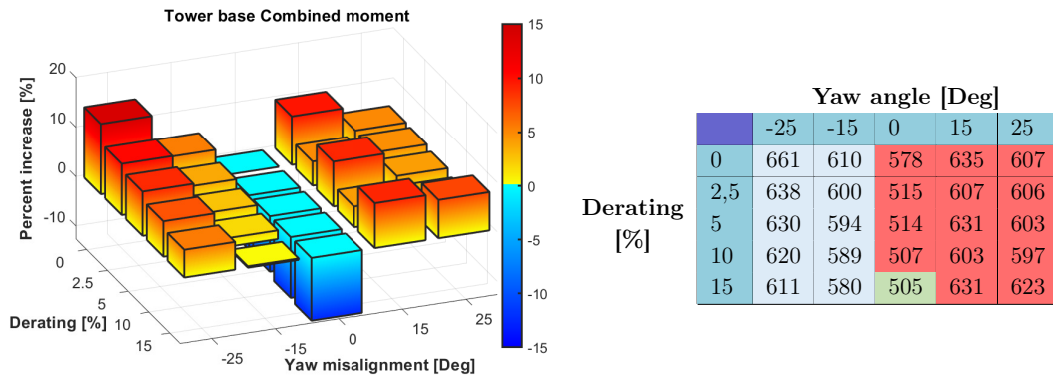 Tower base Combined moment
Percent increase [%]
20
10
0
-10
0
2.5
5
10
15
Derating [%]
-25
-15
0
15
25
Yaw misalignment [Deg]
15
10
5
0
-5
-10
-15
Yaw angle [Deg]
-25 -15 0 15 25
0 661 610 578 635 607
2,5 638 600 515 607 606
Derating
[%]
5 630 594 514 631 603
10 620 589 507 603 597
15 611 580 505 631 623